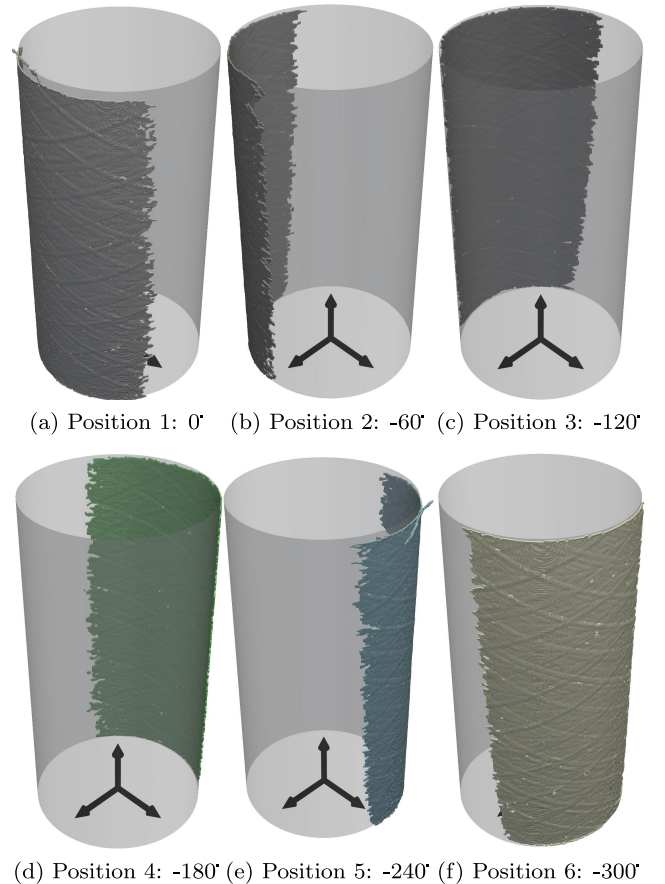 (a) Position 1: 0°
(b) Position 2: -60°
(c) Position 3: -120°
(d) Position 4: -180°
(e) Position 5: -240°
(f) Position 6: -300°